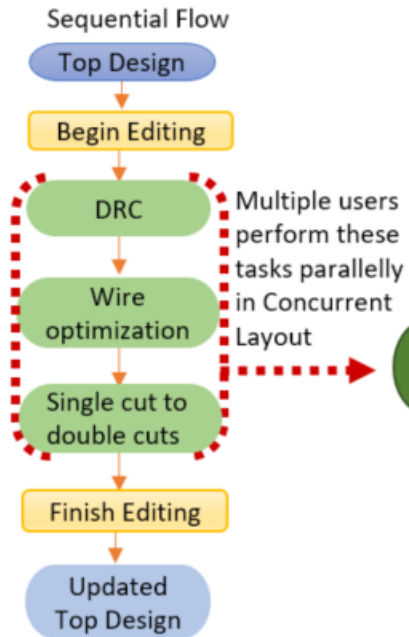 Sequential Flow
Top Design
Begin Editing
DRC
Multiple users
perform these
tasks parallelly
in Concurrent
Layout
Wire
optimization
Single cut to
double cuts
Finish Editing
Updated
Top Design